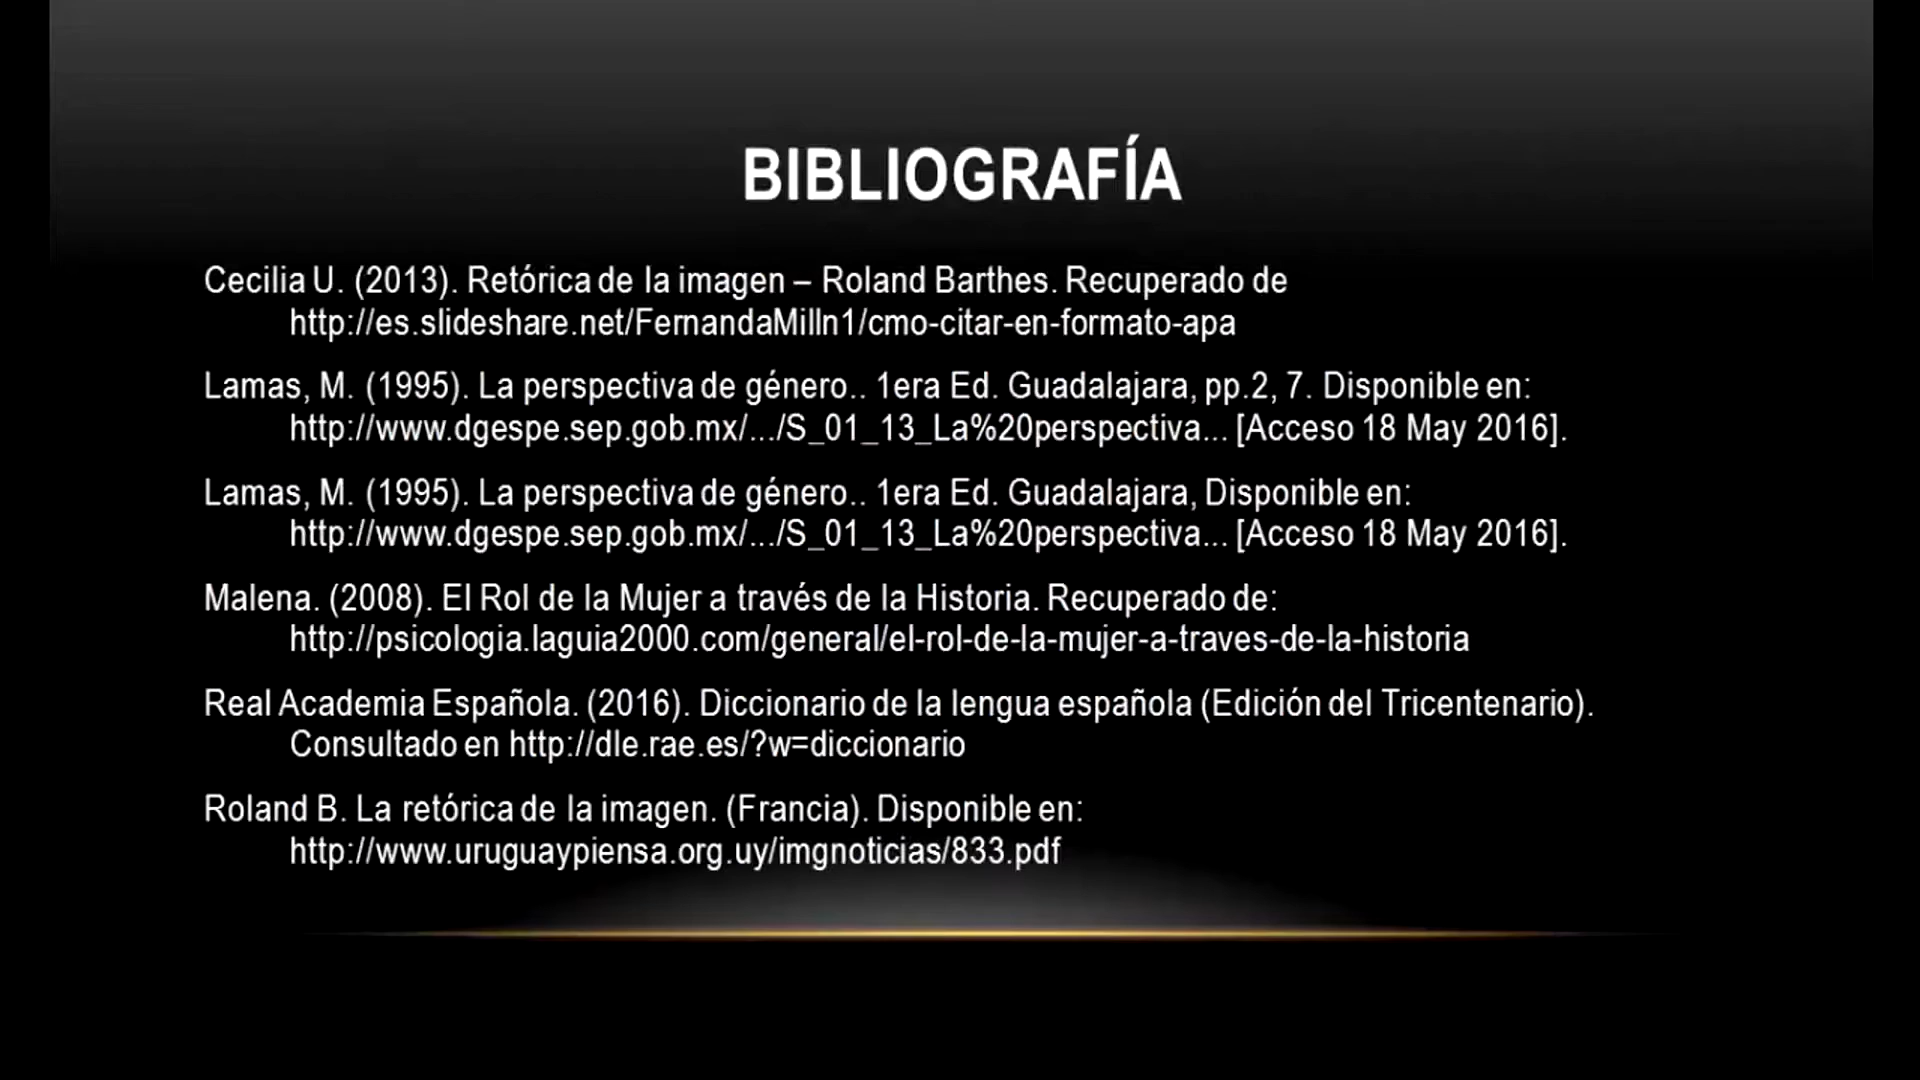 BIBLIOGRAFÍA
Cecilia U. (2013). Retórica de la imagen – Roland Barthes. Recuperado de
http://es.slideshare.net/FernandaMilln1/cmo-citar-en-formato-apa
Lamas, M. (1995). La perspectiva de género.. 1era Ed. Guadalajara, pp.2, 7. Disponible en:
http://www.dgespe.sep.gob.mx/.../S_01_13_La%20perspectiva... [Acceso 18 May 2016].
Lamas, M. (1995). La perspectiva de género.. 1era Ed. Guadalajara, Disponible en:
http://www.dgespe.sep.gob.mx/.../S_01_13_La%20perspectiva... [Acceso 18 May 2016].
Malena. (2008). El Rol de la Mujer a través de la Historia. Recuperado de:
http://psicologia.laguia2000.com/general/el-rol-de-la-mujer-a-traves-de-la-historia
Real Academia Española. (2016). Diccionario de la lengua española (Edición del Tricentenario).
Consultado en http://dle.rae.es/?w=diccionario
Roland B. La retórica de la imagen. (Francia). Disponible en:
http://www.uruguaypiensa.org.uy/imgnoticias/833.pdf